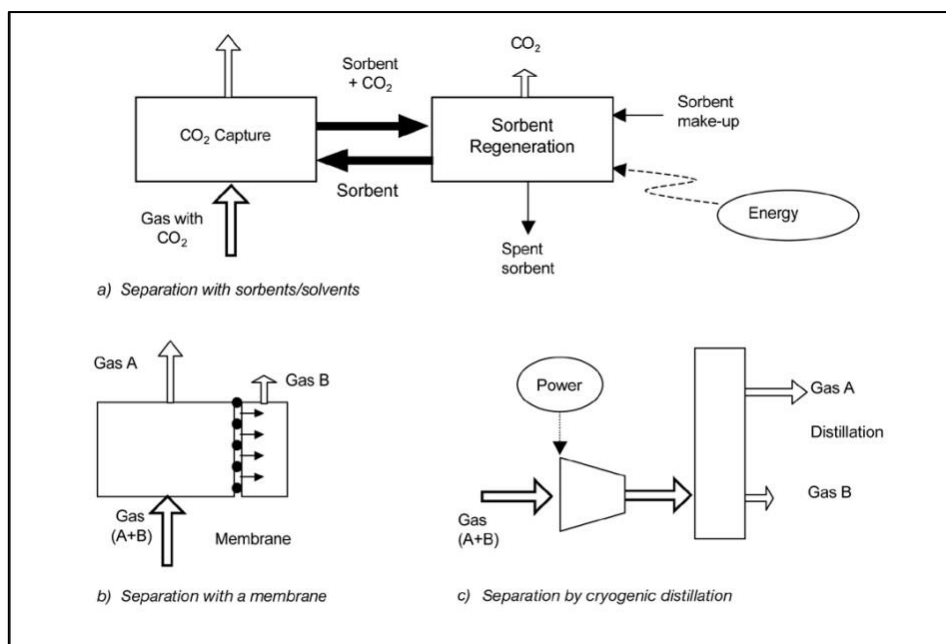 CO₂
Sorbent
+ CO₂
Sorbent
make-up
CO₂ Capture
Sorbent
Regeneration
Sorbent
Gas with
CO₂
Energy
Spent
sorbent
a) Separation with sorbents/solvents
Gas A
Gas B
Power
Gas A
Distillation
Gas B
Gas
(A+B)
Membrane
Gas
(A+B)
b) Separation with a membrane
c) Separation by cryogenic distillation